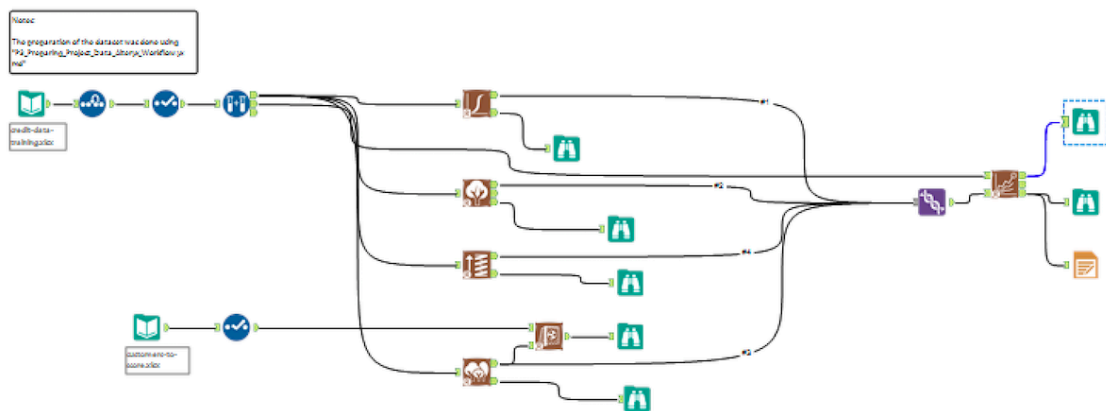 Notes:
The preparation of the dataset was done using
"P5_Preparing_Project_Data_Alteryx_Workflow.yx
md"
#1
credit-data-
training.xlsx
#2
#4
customers-to-
score.xlsx
#3